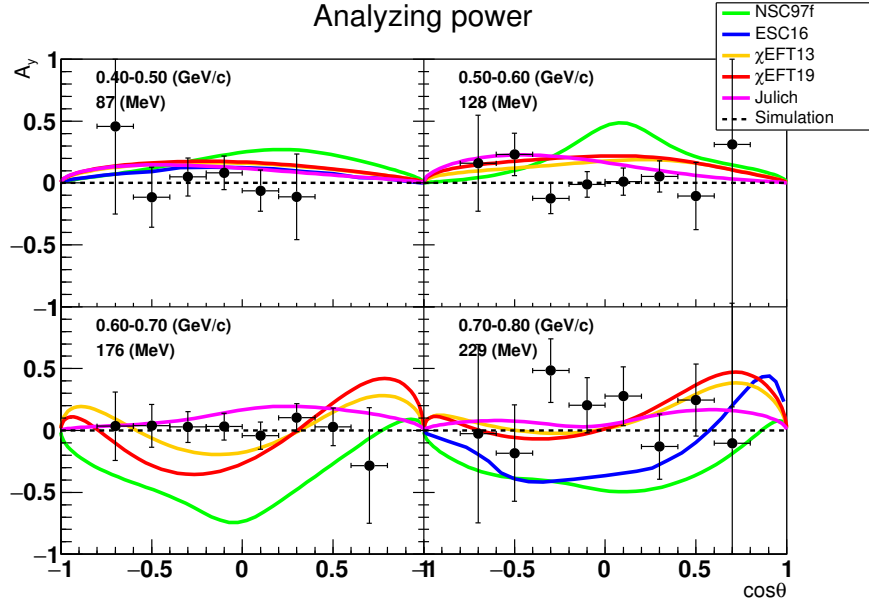 Analyzing power
NSC97f
ESC16
χEFT13
χEFT19
Julich
Simulation
A_y
1
0.5
0
−0.5
−1
0.40-0.50 (GeV/c)
87 (MeV)
0.50-0.60 (GeV/c)
128 (MeV)
0.5
0
−0.5
−1
0.60-0.70 (GeV/c)
176 (MeV)
0.70-0.80 (GeV/c)
229 (MeV)
−1 −0.5 0 0.5 −1 1 −0.5 0 0.5 1
cosθ